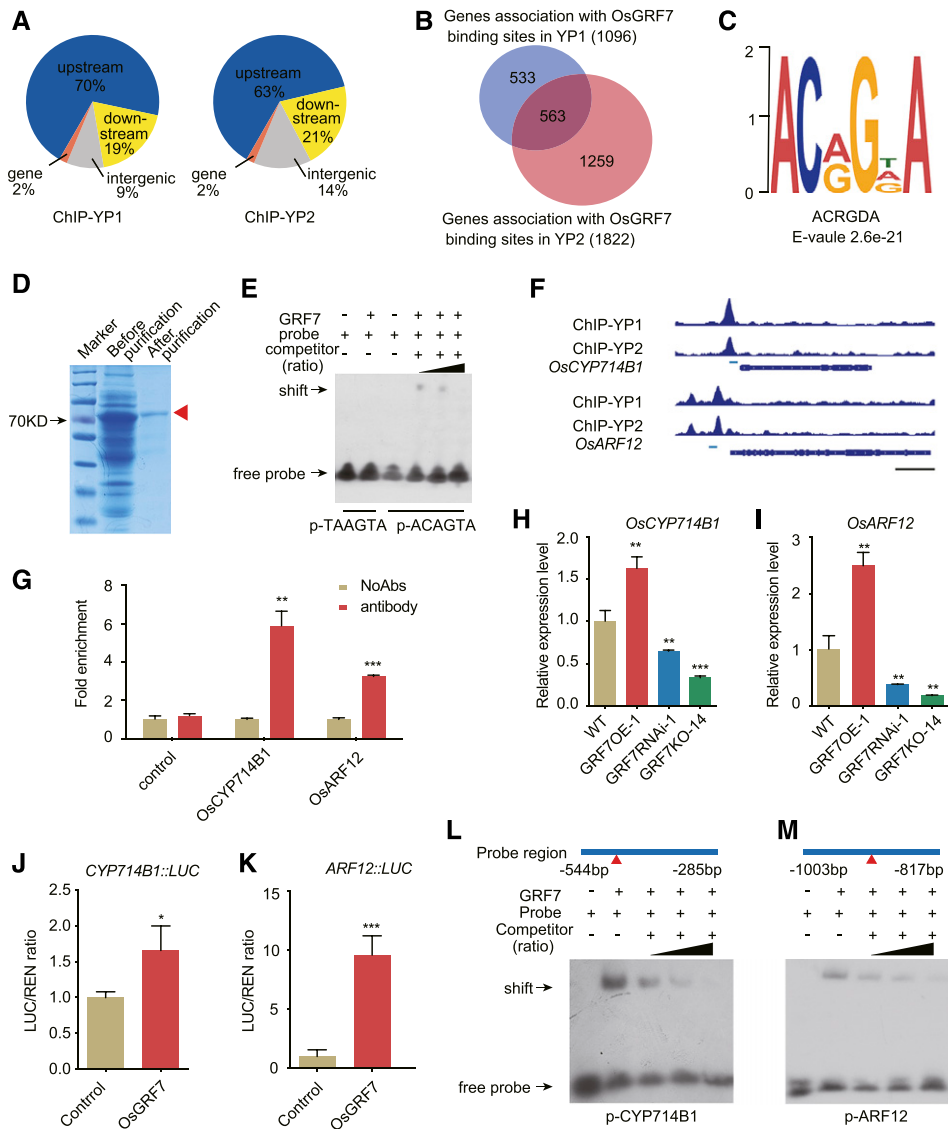 A
upstream
70%
down-
stream
19%
gene
2%
intergenic
9%
ChIP-YP1
upstream
63%
down-
stream
21%
gene
2%
intergenic
14%
ChIP-YP2
B
Genes association with OsGRF7
binding sites in YP1 (1096)
533
563
1259
Genes association with OsGRF7
binding sites in YP2 (1822)
C
2
1
0
ACAGTA
GA
G
ACRGDA
E-vaule 2.6e-21
D
Marker
Before
purification
After
purification
70KD
E
GRF7 - + - + + +
probe + + + + + +
competitor - - - + + +
(ratio)
shift
free probe
p-TAAGTA p-ACAGTA
F
ChIP-YP1
ChIP-YP2
OsCYP714B1
ChIP-YP1
ChIP-YP2
OsARF12
G
Fold enrichment
8
6
4
2
0
NoAbs
antibody
**
***
control
OsCYP714B1
OsARF12
H
OsCYP714B1
Relative expression level
2.0
1.5
1.0
0.5
0.0
**
**
***
WT
GRF7OE-1
GRF7RNAi-1
GRF7KO-14
I
OsARF12
Relative expression level
3
2
1
0
**
**
**
WT
GRF7OE-1
GRF7RNAi-1
GRF7KO-14
J
CYP714B1::LUC
LUC/REN ratio
2.5
2.0
1.5
1.0
0.5
0.0
*
Contrrol
OsGRF7
K
ARF12::LUC
LUC/REN ratio
15
10
5
0
***
Contrrol
OsGRF7
L
Probe region
-544bp -285bp
GRF7 - + + + +
Probe + + + + +
Competitor - - + + +
(ratio)
shift
free probe
p-CYP714B1
M
-1003bp -817bp
- + + + +
+ + + + +
- - + + +
p-ARF12